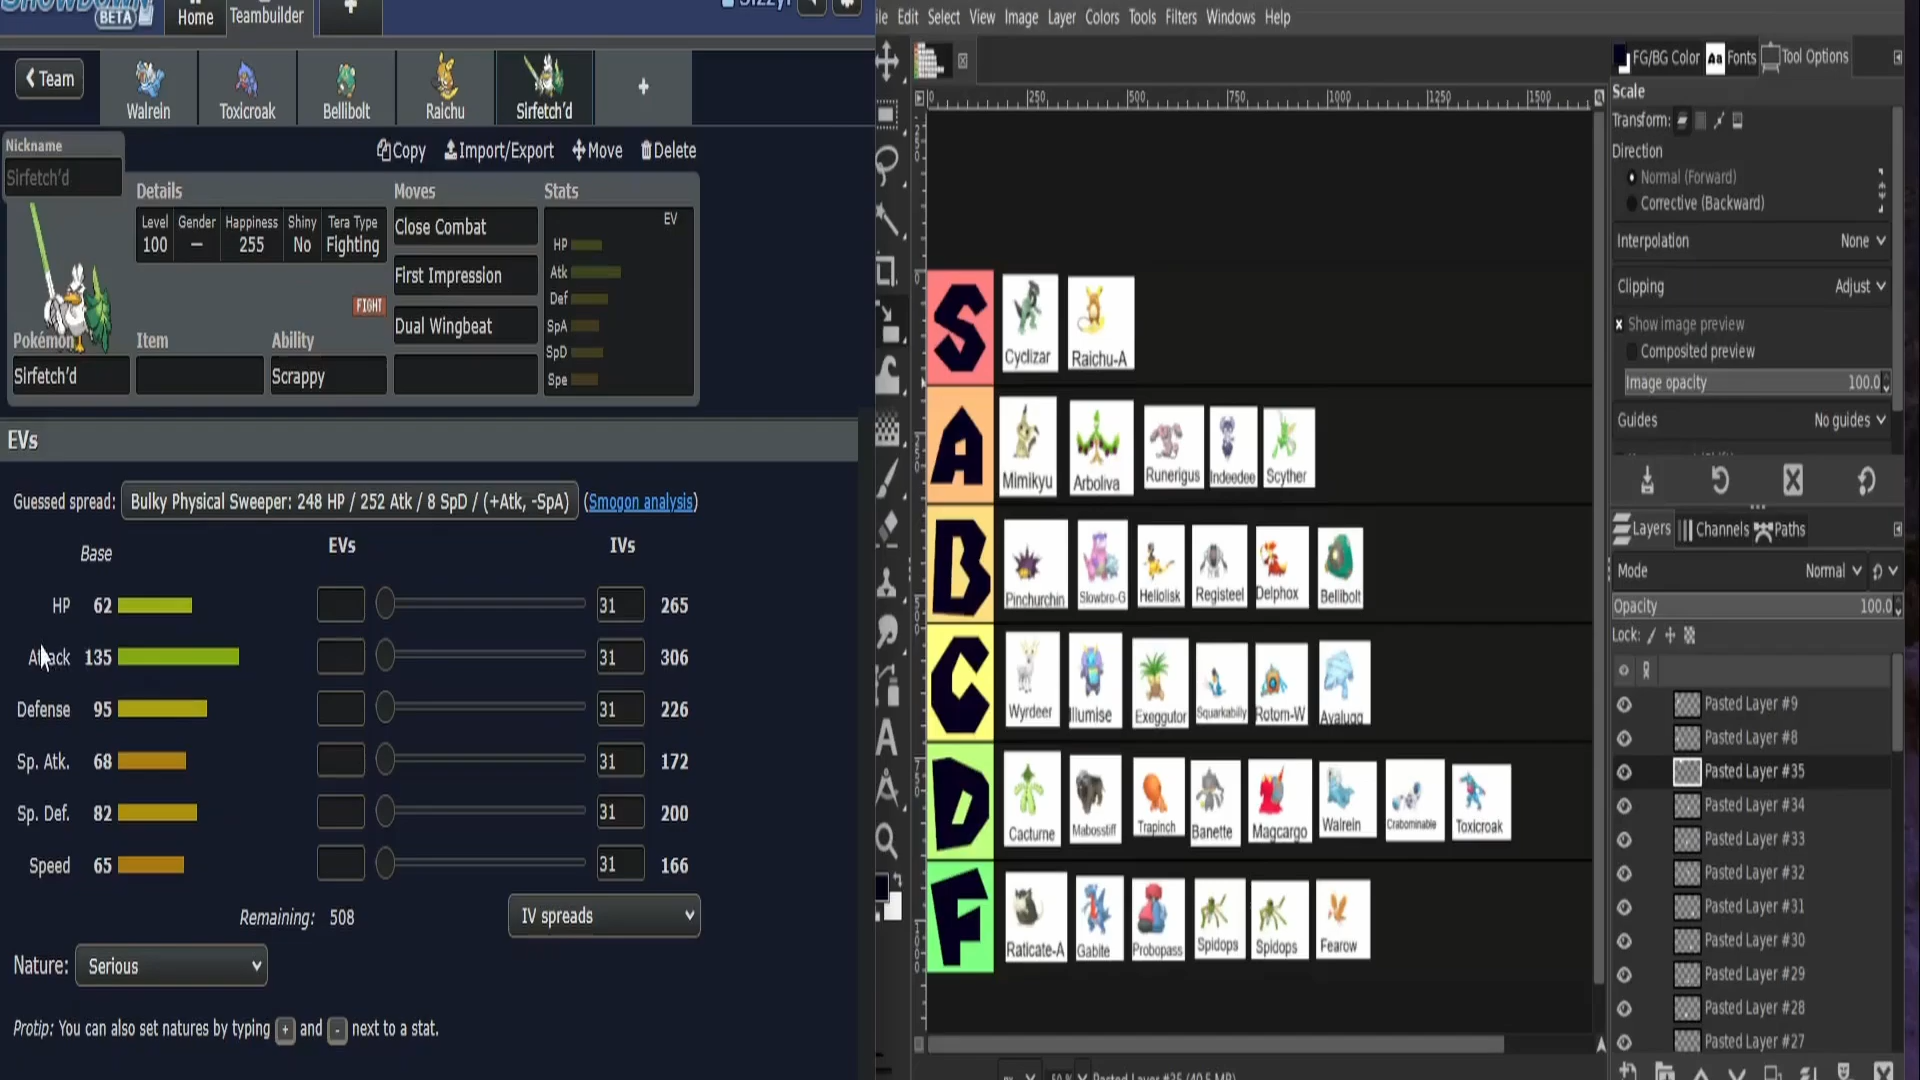 SHOWDOWN
BETA
Home
Teambuilder
+
Team
Walrein
Toxicroak
Bellibolt
Raichu
Sirfetch'd
+
Copy
Import/Export
Move
Delete
Nickname
Sirfetch'd
Details
Moves
Stats
Level
Gender
Happiness
Shiny
Tera Type
100
—
255
No
Fighting
FIGHT
Close Combat
First Impression
Dual Wingbeat
EV
HP
Atk
Def
SpA
SpD
Spe
Pokémon
Item
Ability
Sirfetch'd
Scrappy
EVs
Guessed spread: Bulky Physical Sweeper: 248 HP / 252 Atk / 8 SpD / (+Atk, -SpA) (Smogon analysis)
Base
EVs
IVs
HP 62 31 265
Attack 135 31 306
Defense 95 31 226
Sp. Atk. 68 31 172
Sp. Def. 82 31 200
Speed 65 31 166
Remaining: 508
IV spreads
Nature: Serious
Protip: You can also set natures by typing + and - next to a stat.
Edit Select View Image Layer Colors Tools Filters Windows Help
0 250 500 750 1000 1250 1500
S
Cyclizar
Raichu-A
A
Mimikyu
Arboliva
Runerigus
Indeedee
Scyther
B
Pinchurchin
Slowbro-G
Heliolisk
Registeel
Delphox
Bellibolt
C
Wyrdeer
Illumise
Exeggutor
Squarkabilly
Rotom-W
Avalugg
D
Cacturne
Mabosstiff
Trapinch
Banette
Magcargo
Walrein
Crabominable
Toxicroak
F
Raticate-A
Gabite
Probopass
Spidops
Spidops
Fearow
FG/BG Color
Aa Fonts
Tool Options
Scale
Transform:
Direction
Normal (Forward)
Corrective (Backward)
Interpolation None
Clipping Adjust
Show image preview
Composited preview
Image opacity 100.0
Guides No guides
Layers
Channels
Paths
Mode Normal
Opacity 100.0
Lock:
Pasted Layer #9
Pasted Layer #8
Pasted Layer #35
Pasted Layer #34
Pasted Layer #33
Pasted Layer #32
Pasted Layer #31
Pasted Layer #30
Pasted Layer #29
Pasted Layer #28
Pasted Layer #27